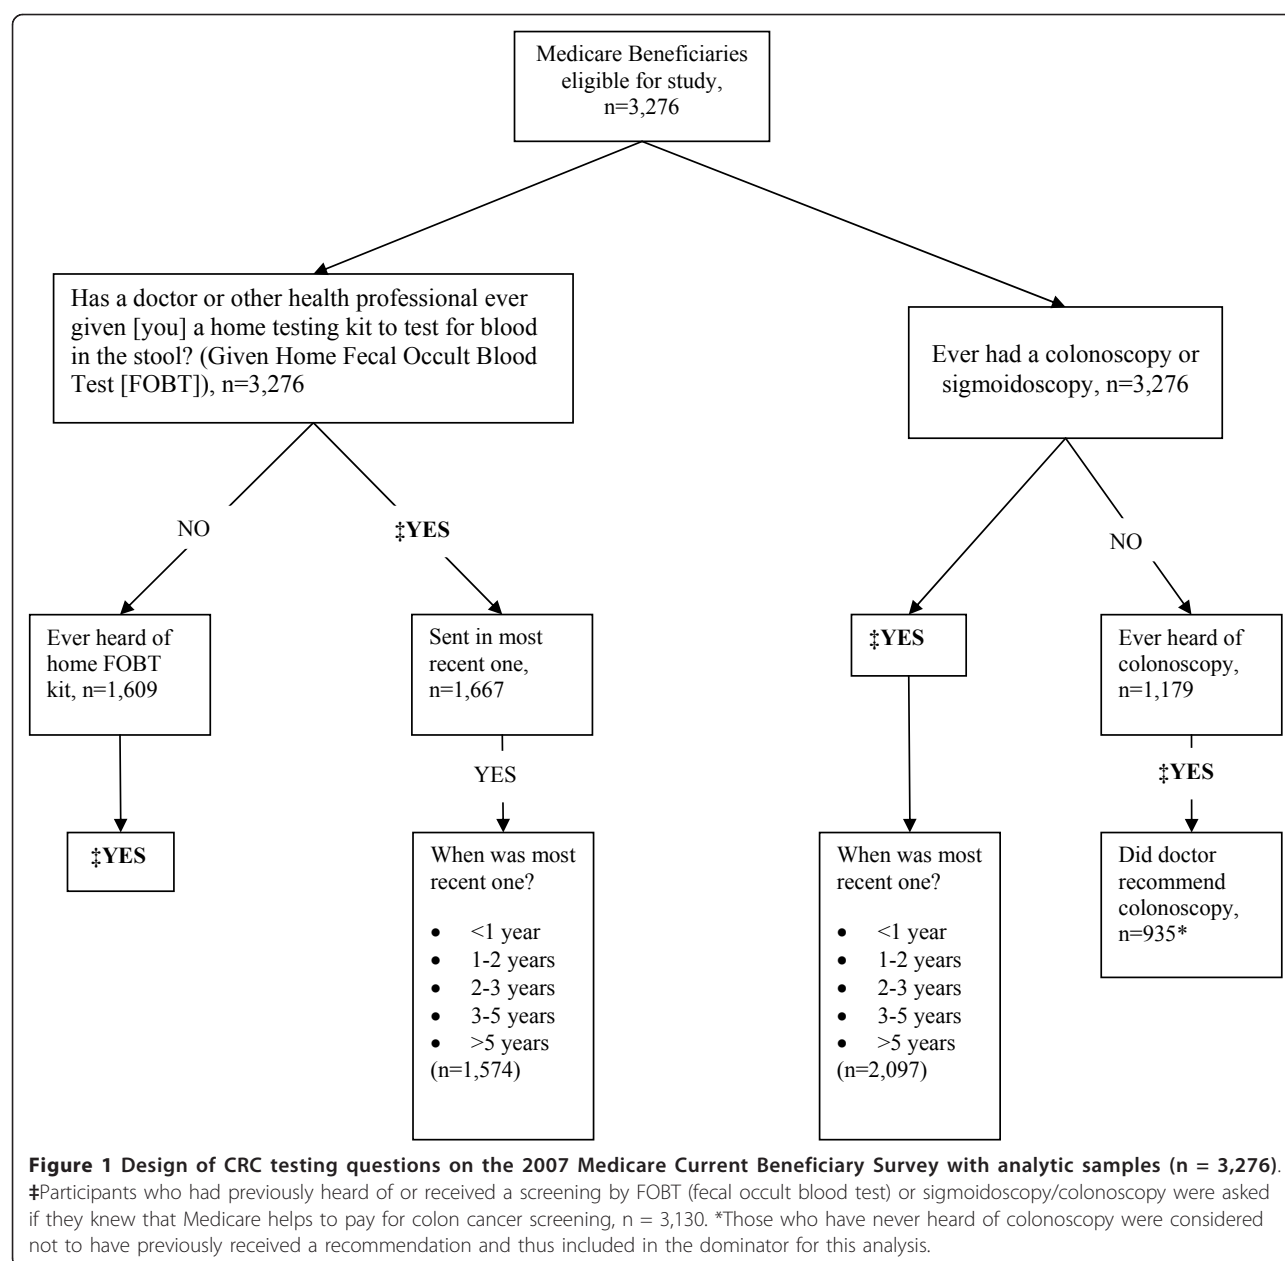 Medicare Beneficiaries
eligible for study,
n=3,276
Has a doctor or other health professional ever
given [you] a home testing kit to test for blood
in the stool? (Given Home Fecal Occult Blood
Test [FOBT]), n=3,276
Ever had a colonoscopy or
sigmoidoscopy, n=3,276
NO
‡YES
NO
Ever heard of
home FOBT
kit, n=1,609
Sent in most
recent one,
n=1,667
‡YES
Ever heard of
colonoscopy,
n=1,179
YES
‡YES
‡YES
When was most
recent one?
• <1 year
• 1-2 years
• 2-3 years
• 3-5 years
• >5 years
(n=1,574)
When was most
recent one?
• <1 year
• 1-2 years
• 2-3 years
• 3-5 years
• >5 years
(n=2,097)
Did doctor
recommend
colonoscopy,
n=935*
Figure 1 Design of CRC testing questions on the 2007 Medicare Current Beneficiary Survey with analytic samples (n = 3,276).
‡Participants who had previously heard of or received a screening by FOBT (fecal occult blood test) or sigmoidoscopy/colonoscopy were asked
if they knew that Medicare helps to pay for colon cancer screening, n = 3,130. *Those who have never heard of colonoscopy were considered
not to have previously received a recommendation and thus included in the dominator for this analysis.